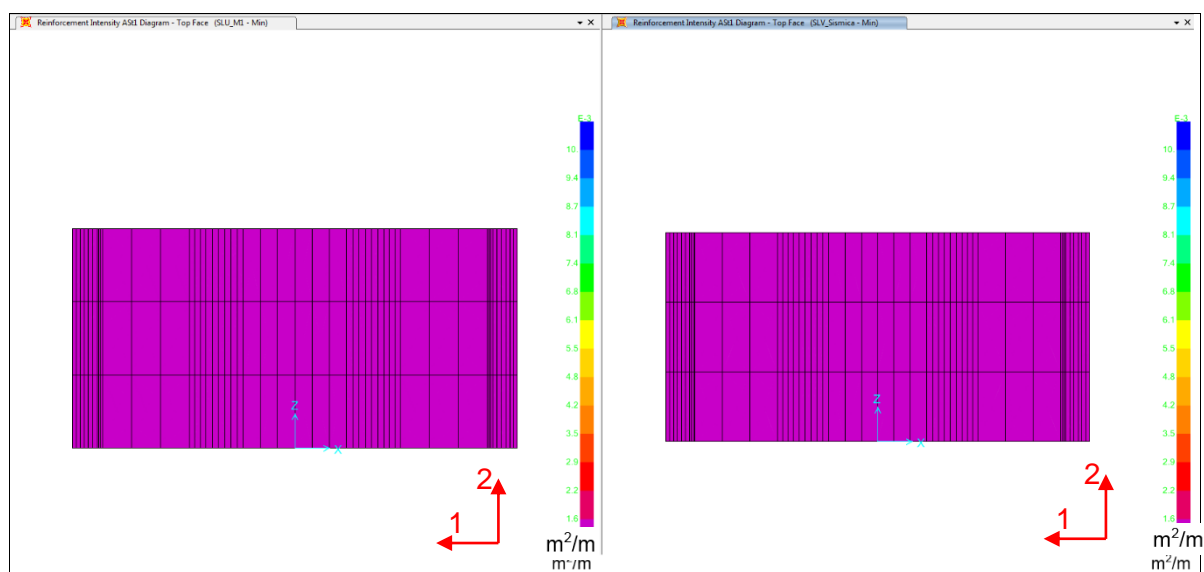 Reinforcement Intensity ASt1 Diagram - Top Face (SLU_M1 - Min)
E-3
10.
9.4
8.7
8.1
7.4
6.8
6.1
5.5
4.8
4.2
3.5
2.9
2.2
1.6
Z
X
2
1
m²/m
m²/m
Reinforcement Intensity ASt1 Diagram - Top Face (SLV_Sismica - Min)
E-3
10.
9.4
8.7
8.1
7.4
6.8
6.1
5.5
4.8
4.2
3.5
2.9
2.2
1.6
Z
X
2
1
m²/m
m²/m